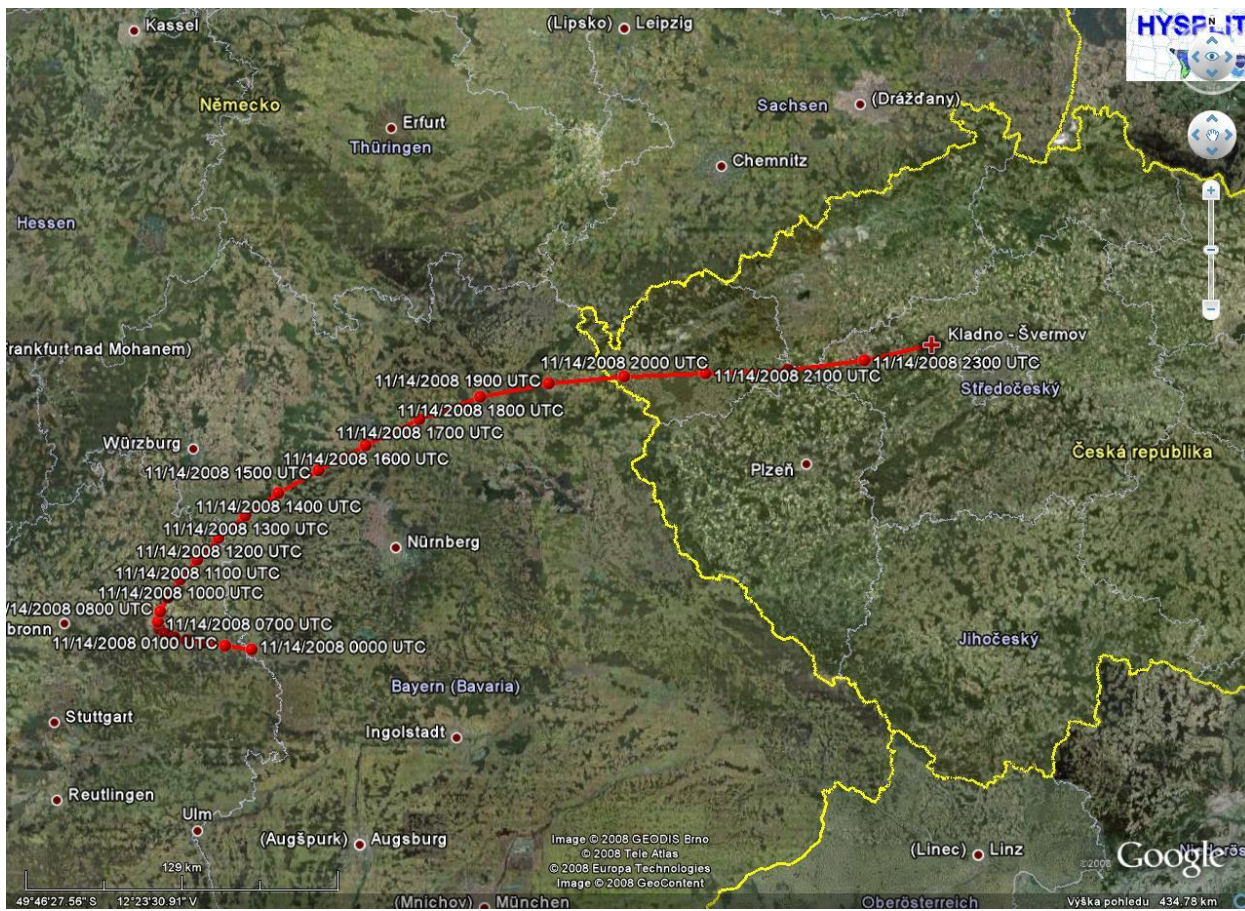 Kassel
(Lipsko) Leipzig
HYSPLIT
N
Německo
Sachsen
(Drážďany)
Erfurt
Thüringen
Chemnitz
Hessen
Kladno - Švermov
Frankfurt nad Mohanem)
11/14/2008 2000 UTC
11/14/2008 2300 UTC
11/14/2008 1900 UTC
11/14/2008 2100 UTC
Středočeský
11/14/2008 1800 UTC
11/14/2008 1700 UTC
Würzburg
11/14/2008 1600 UTC
Česká republika
11/14/2008 1500 UTC
Plzeň
11/14/2008 1400 UTC
11/14/2008 1300 UTC
Nürnberg
11/14/2008 1200 UTC
11/14/2008 1100 UTC
11/14/2008 1000 UTC
/14/2008 0800 UTC
11/14/2008 0700 UTC
bronn
11/14/2008 0100 UTC
11/14/2008 0000 UTC
Jihočeský
Bayern (Bavaria)
Stuttgart
Ingolstadt
Reutlingen
Ulm
(Augšpurk) Augsburg
Image © 2008 GEODIS Brno
© 2008 Tele Atlas
© 2008 Europa Technologies
Image © 2008 GeoContent
(Linec) Linz
©2008 Google
129 km
49°46'27.56" S 12°23'30.91" V
(Mnichov) München
Oberösterreich
Výška pohledu 434.78 km